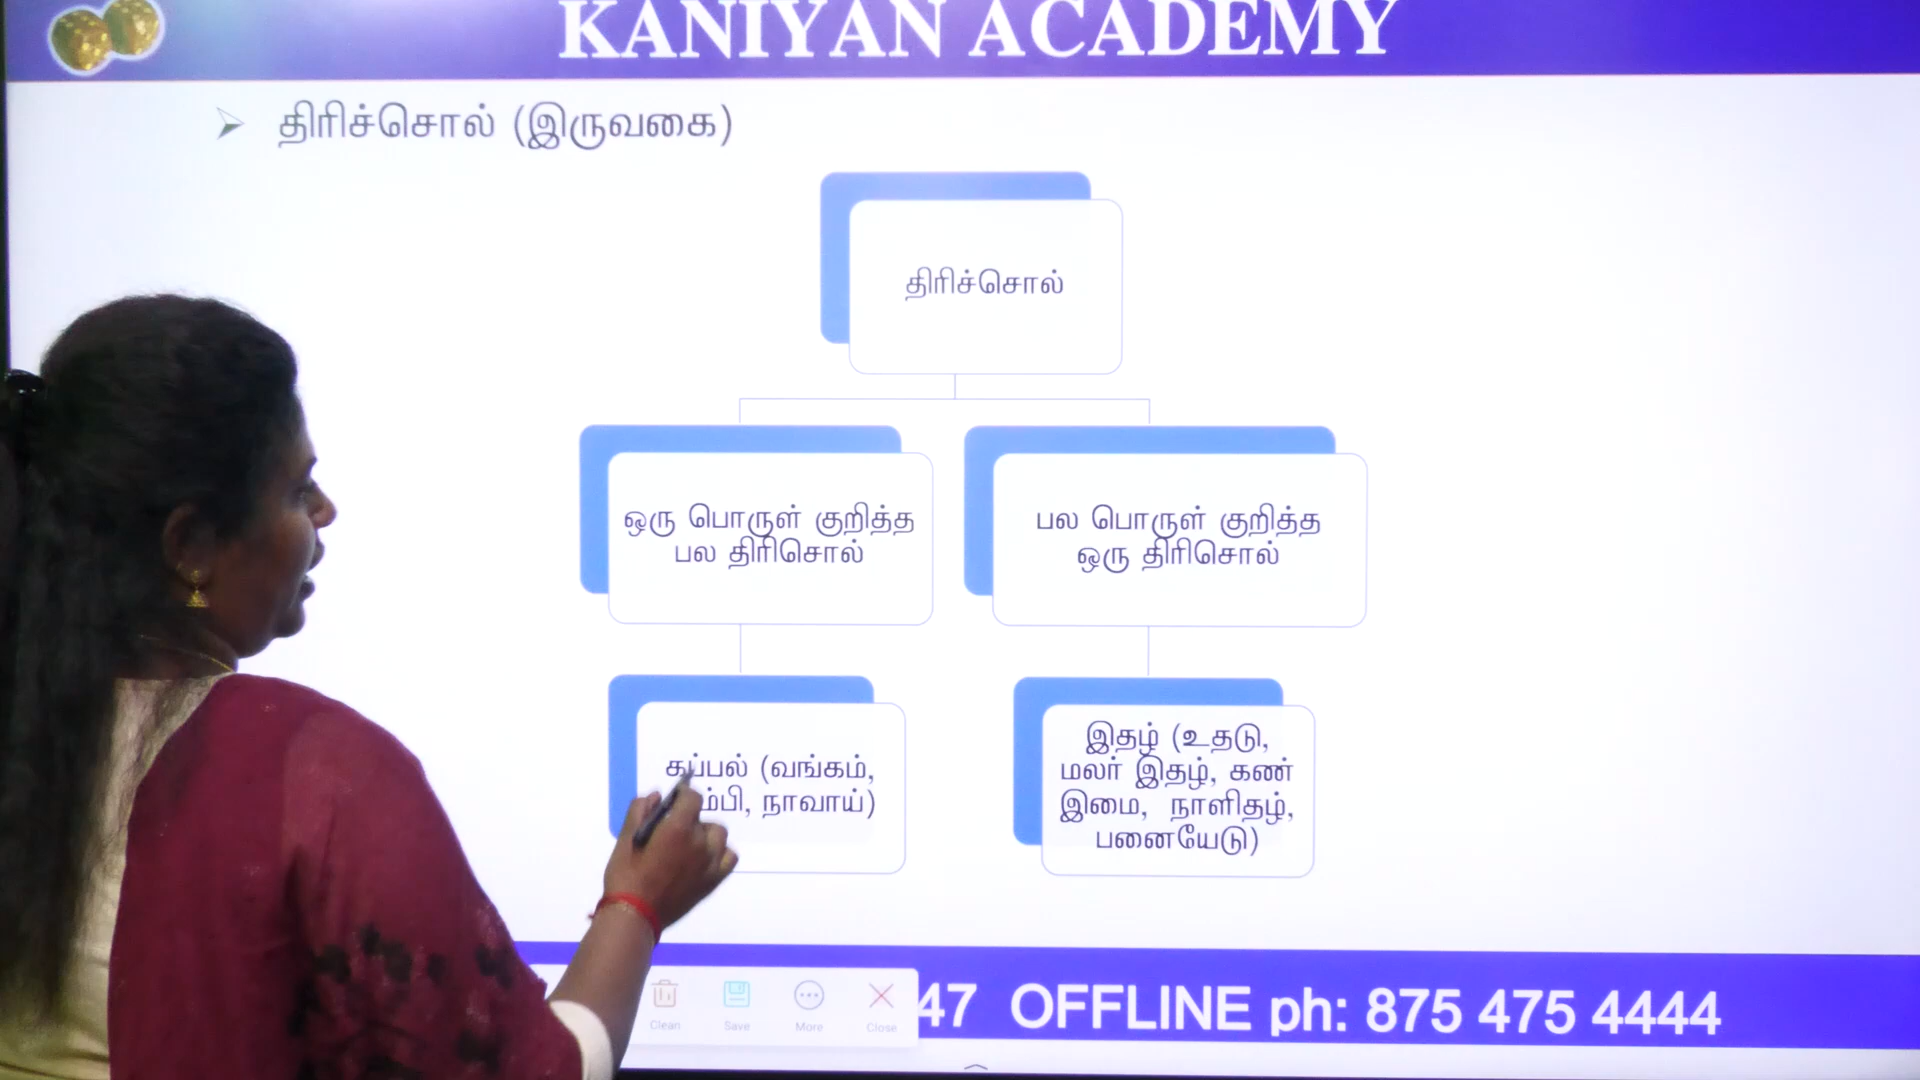 KANIYAN ACADEMY
திரிச்சொல் (இருவகை)
திரிச்சொல்
ஒரு பொருள் குறித்த
பல திரிசொல்
பல பொருள் குறித்த
ஒரு திரிசொல்
கப்பல் (வங்கம்,
ம்பி, நாவாய்)
இதழ் (உதடு,
மலர் இதழ், கண்
இமை, நாளிதழ்,
பனையேடு)
Clean Save More Close
47 OFFLINE ph: 875 475 4444